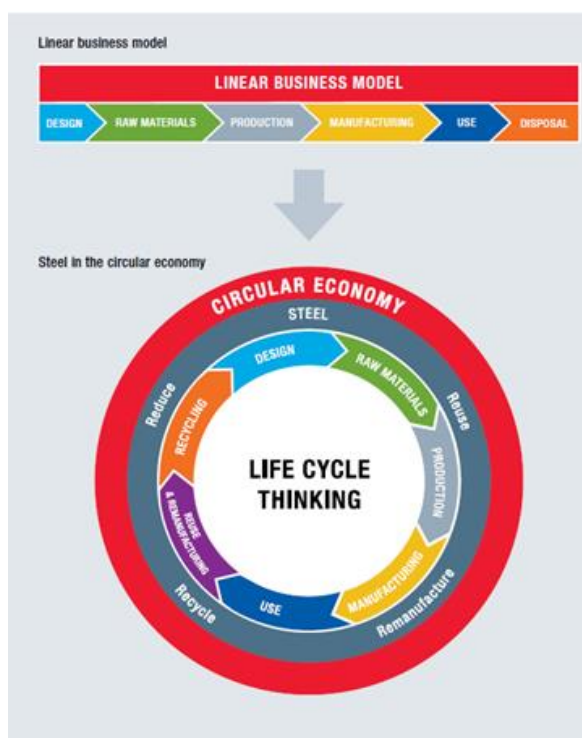 Linear business model
LINEAR BUSINESS MODEL
DESIGN
RAW MATERIALS
PRODUCTION
MANUFACTURING
USE
DISPOSAL
Steel in the circular economy
CIRCULAR ECONOMY
STEEL
Reduce
Reuse
Remanufacture
Recycle
DESIGN
RAW MATERIALS
PRODUCTION
MANUFACTURING
USE
REUSE
& REMANUFACTURING
RECYCLING
LIFE CYCLE
THINKING